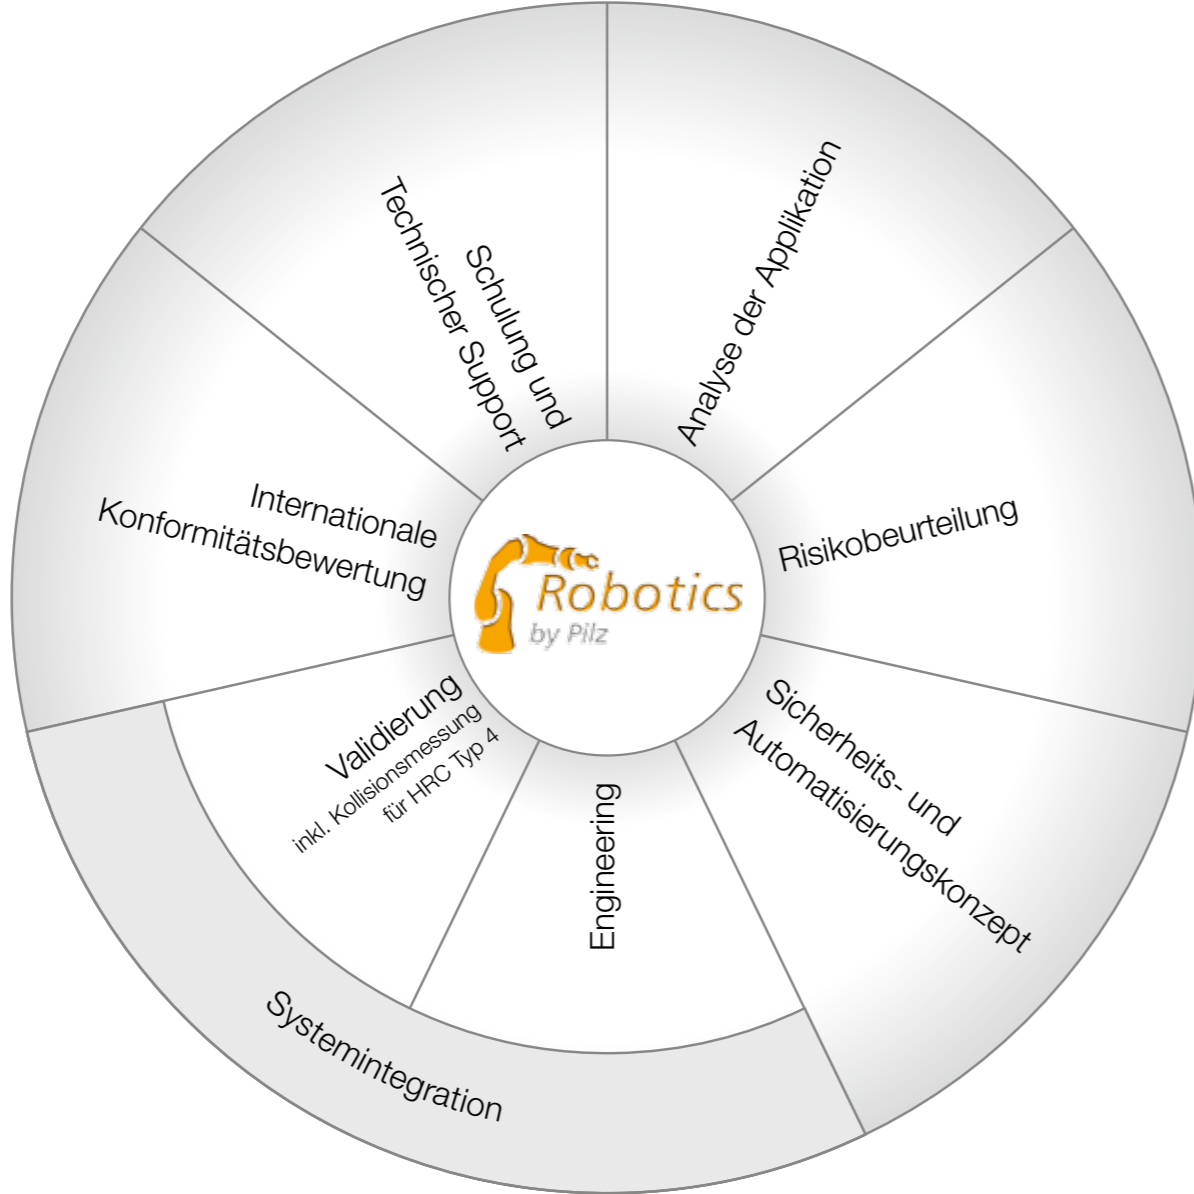 Analyse der Applikation
Risikobeurteilung
Sicherheits- und
Automatisierungskonzept
Engineering
Validierung
inkl. Kollisionsmessung
für HRC Typ 4
Systemintegration
Internationale
Konformitätsbewertung
Schulung und
Technischer Support
Robotics
by Pilz